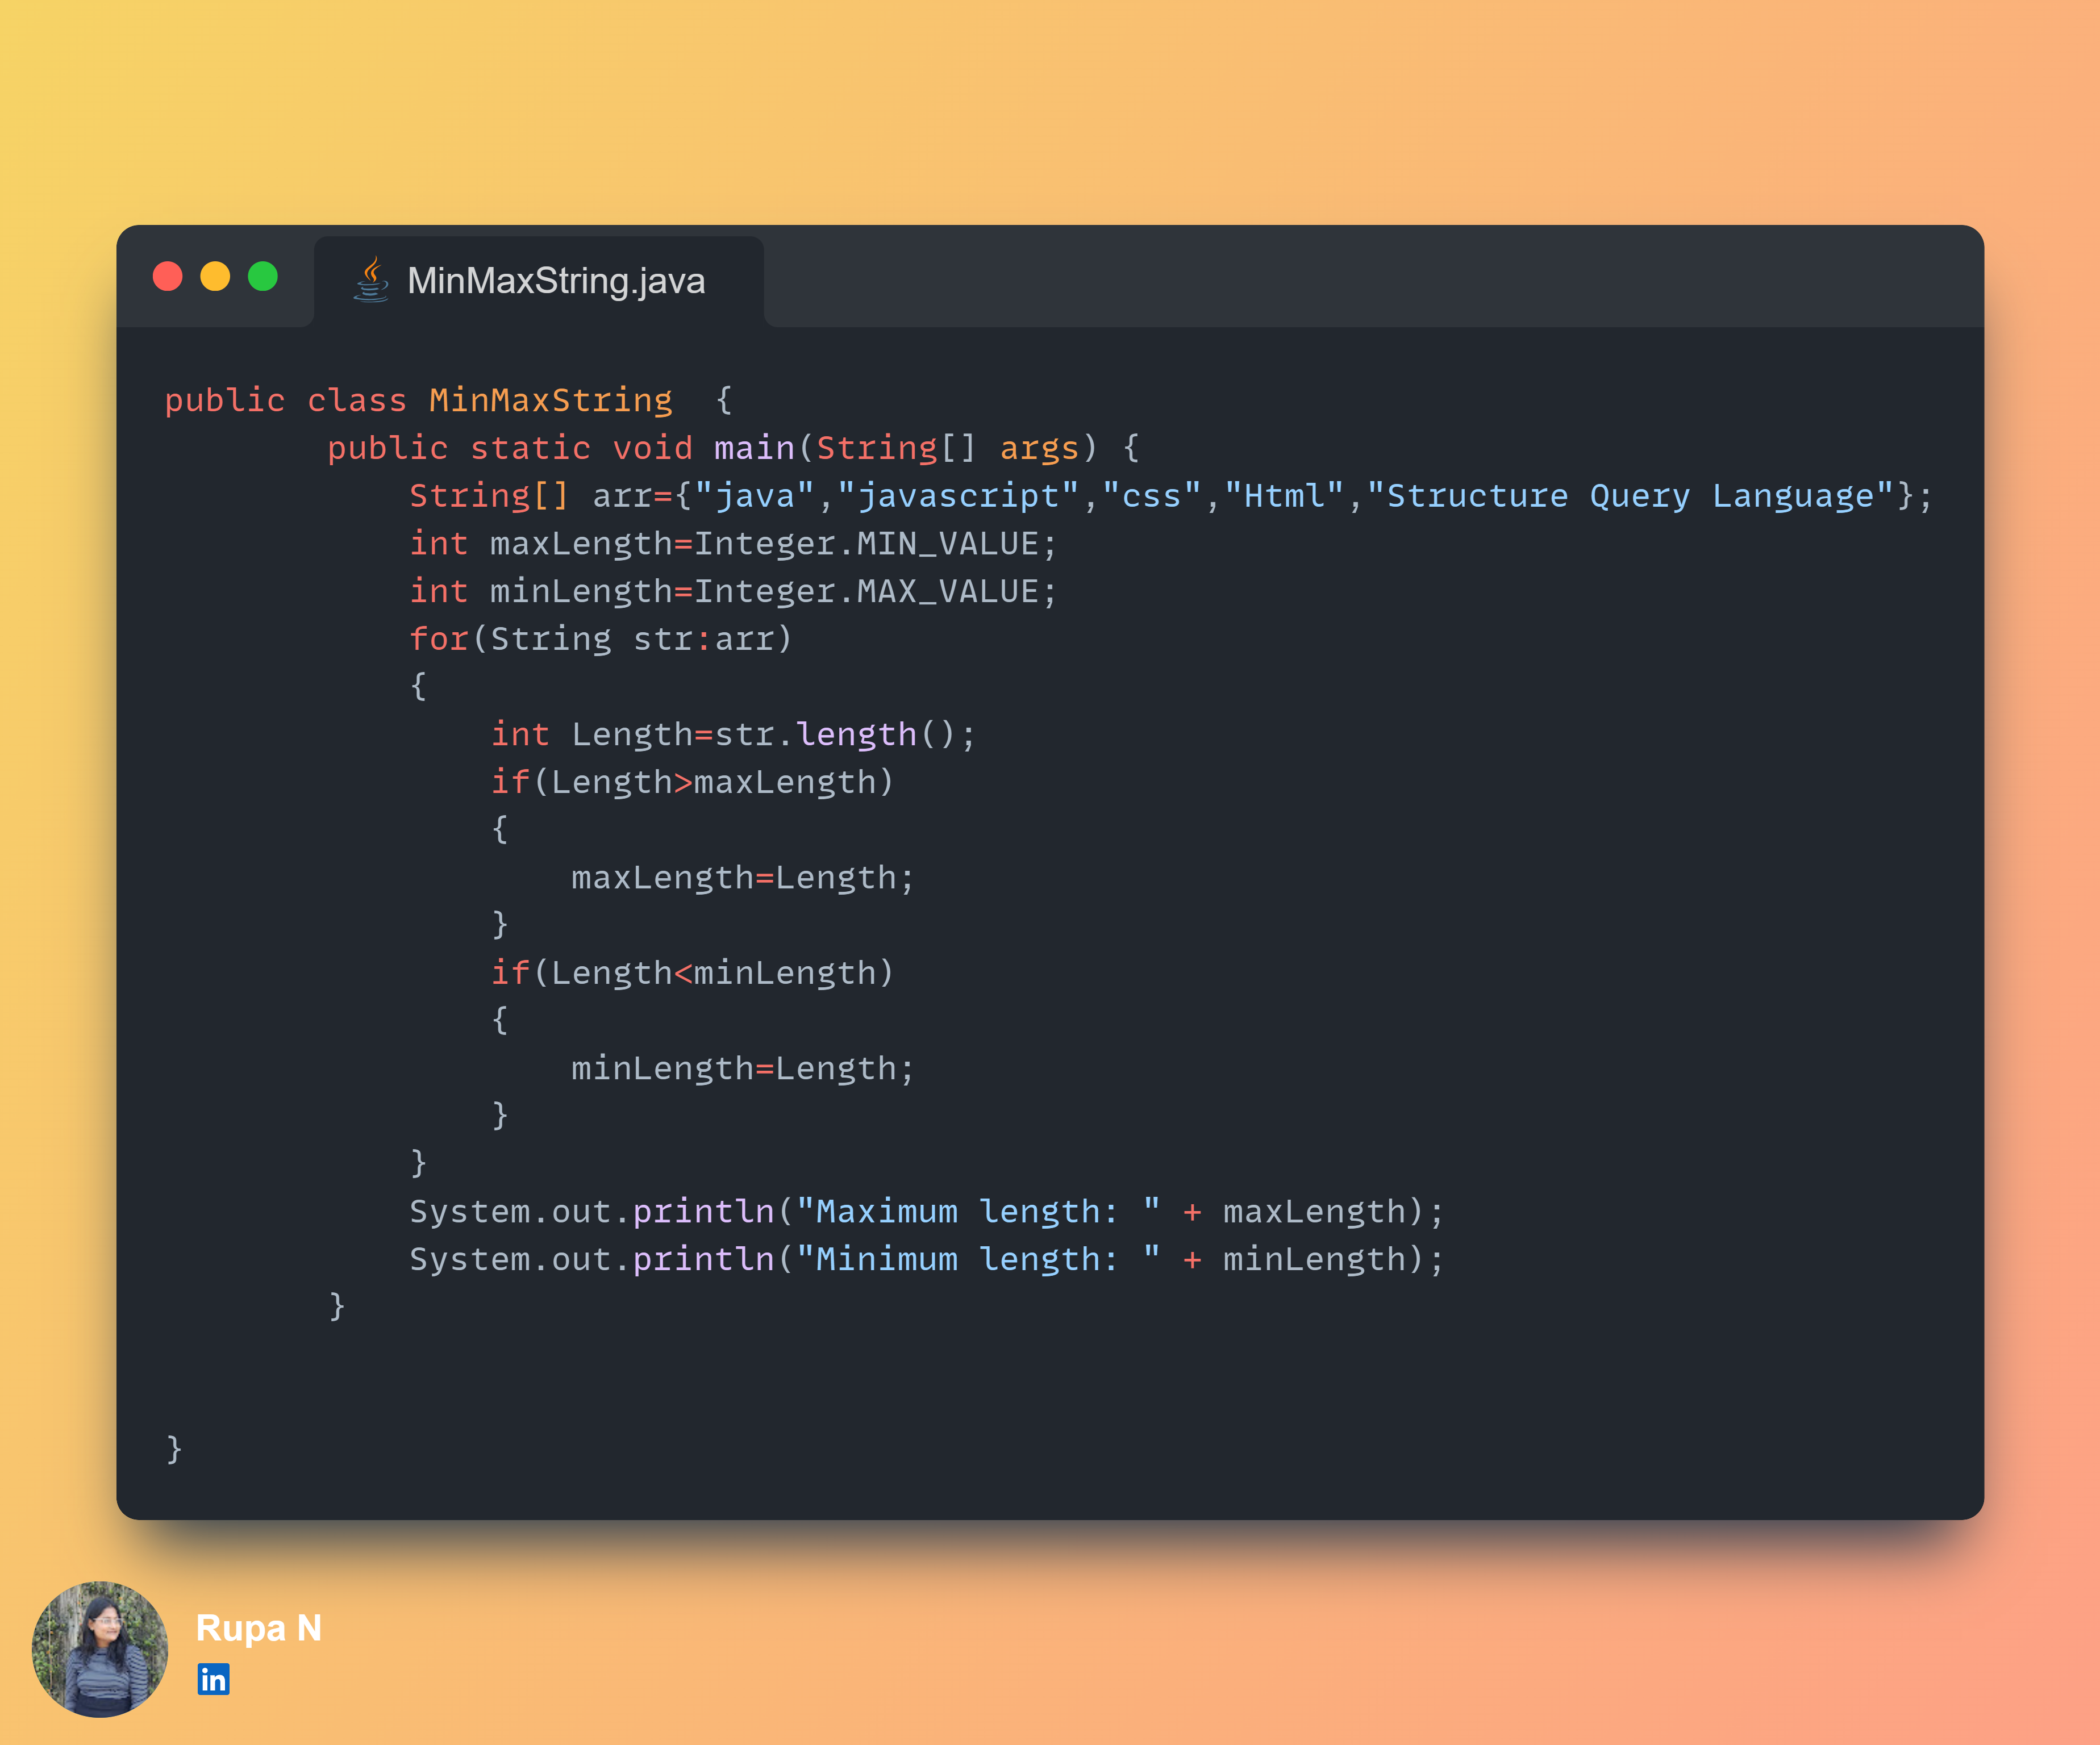 MinMaxString.java
public class MinMaxString  {
        public static void main(String[] args) {
            String[] arr={"java","javascript","css","Html","Structure Query Language"};
            int maxLength=Integer.MIN_VALUE;
            int minLength=Integer.MAX_VALUE;
            for(String str:arr)
            {
                int Length=str.length();
                if(Length>maxLength)
                {
                    maxLength=Length;
                }
                if(Length<minLength)
                {
                    minLength=Length;
                }
            }
            System.out.println("Maximum length: " + maxLength);
            System.out.println("Minimum length: " + minLength);
        }
}
Rupa N
in